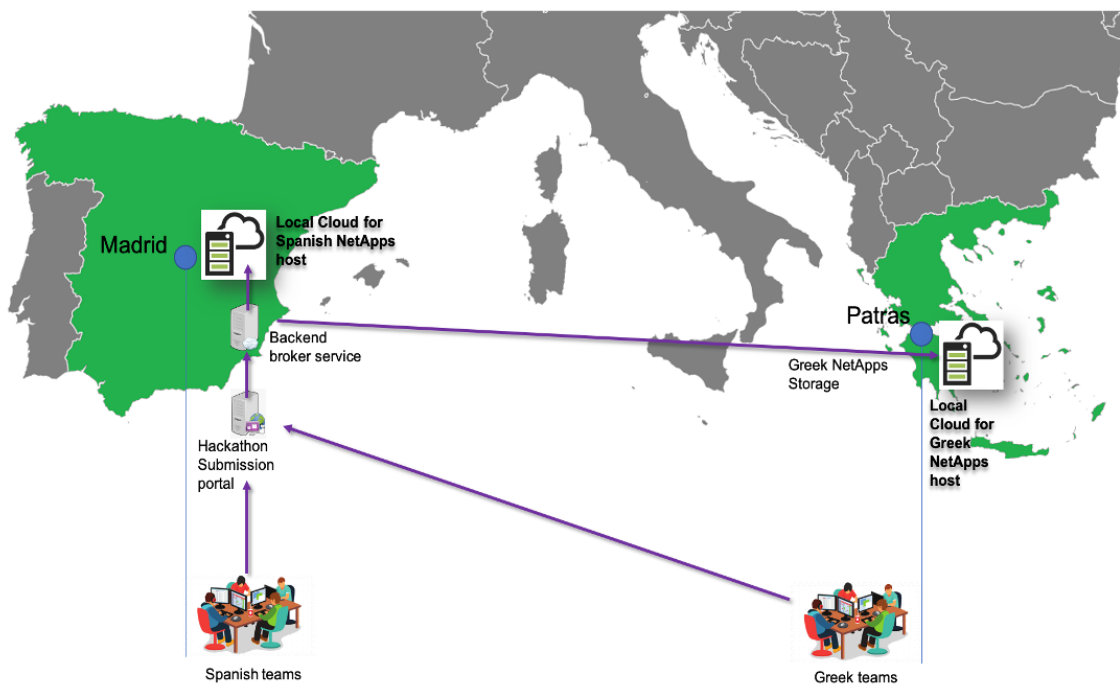 Madrid
Local Cloud for
Spanish NetApps
host
Backend
broker service
Patras
Greek NetApps
Storage
Local
Cloud for
Greek
NetApps
host
Hackathon
Submission
portal
Spanish teams
Greek teams